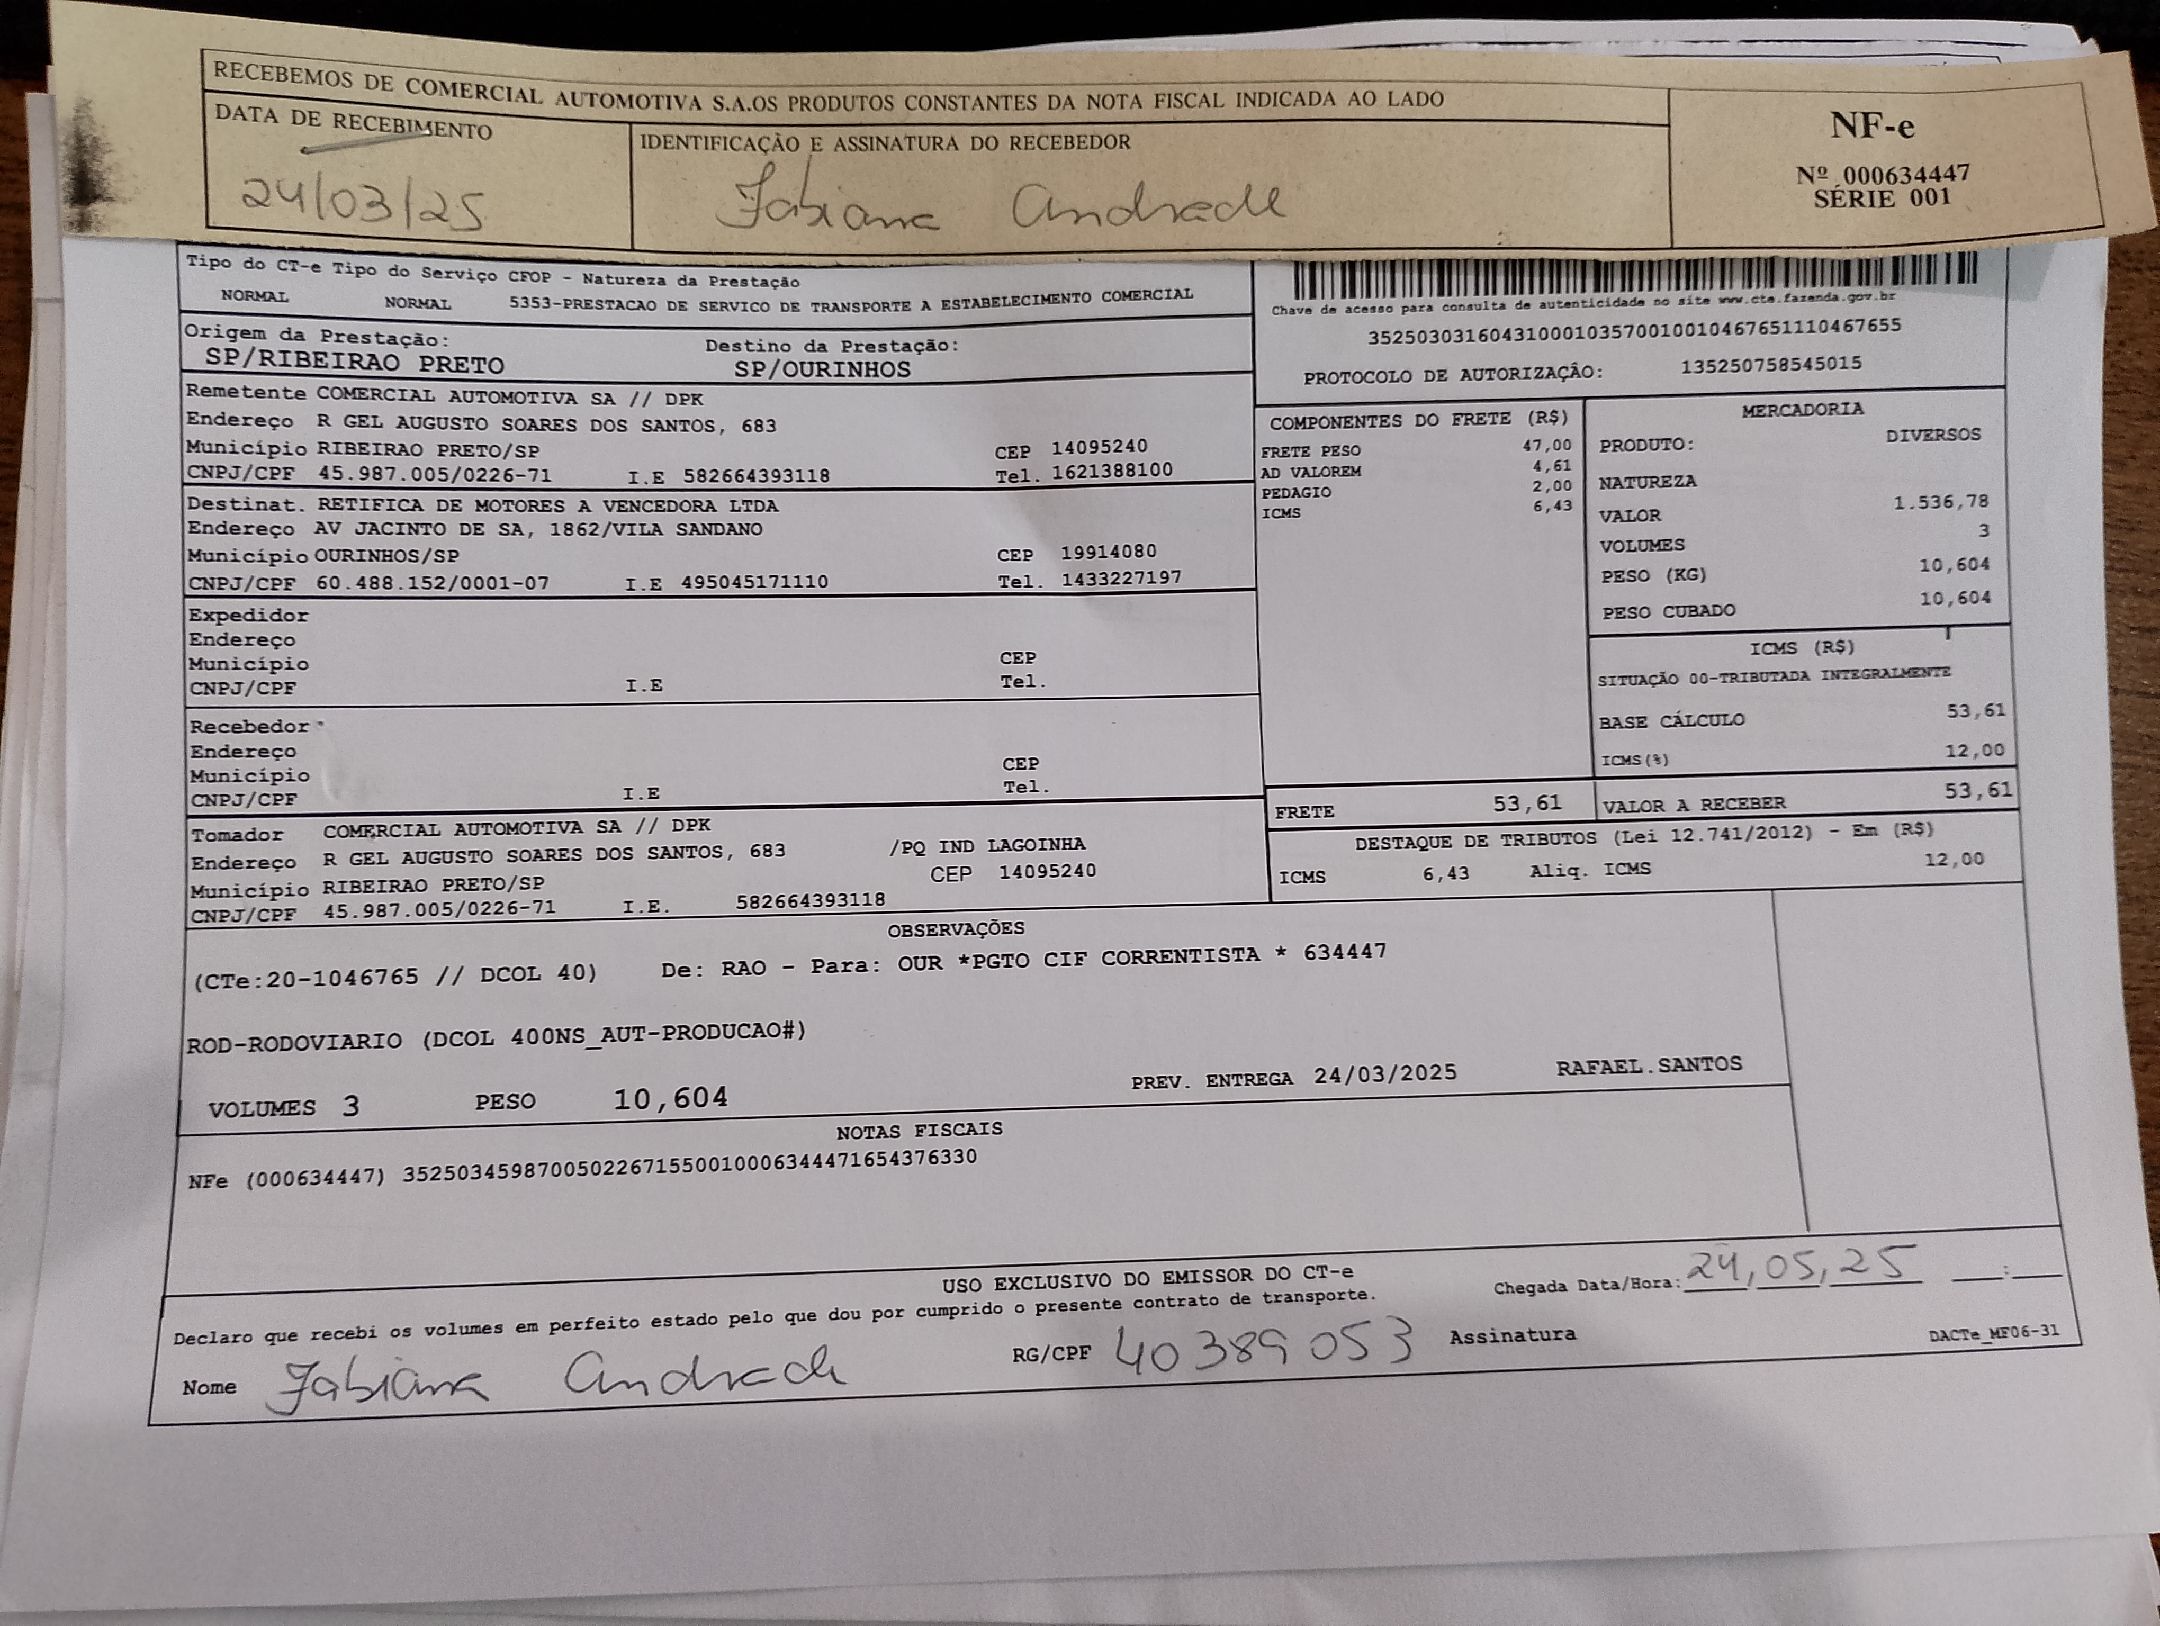 RECEBEMOS DE COMERCIAL AUTOMOTIVA S.A.OS PRODUTOS CONSTANTES DA NOTA FISCAL INDICADA AO LADO
DATA DE RECEBIMENTO
24/03/25
IDENTIFICAÇÃO E ASSINATURA DO RECEBEDOR
Fabiana Andrade
NF-e
Nº 000634447
SÉRIE 001
Tipo do CT-e Tipo do Serviço CFOP - Natureza da Prestação
NORMAL NORMAL 5353-PRESTACAO DE SERVICO DE TRANSPORTE A ESTABELECIMENTO COMERCIAL
Origem da Prestação: Destino da Prestação:
SP/RIBEIRAO PRETO SP/OURINHOS
Remetente COMERCIAL AUTOMOTIVA SA // DPK
Endereço R GEL AUGUSTO SOARES DOS SANTOS, 683
Município RIBEIRAO PRETO/SP CEP 14095240
CNPJ/CPF 45.987.005/0226-71 I.E 582664393118 Tel. 1621388100
Destinat. RETIFICA DE MOTORES A VENCEDORA LTDA
Endereço AV JACINTO DE SA, 1862/VILA SANDANO
Município OURINHOS/SP CEP 19914080
CNPJ/CPF 60.488.152/0001-07 I.E 495045171110 Tel. 1433227197
Expedidor
Endereço
Município CEP
CNPJ/CPF I.E Tel.
Recebedor
Endereço
Município CEP
CNPJ/CPF I.E Tel.
Tomador COMERCIAL AUTOMOTIVA SA // DPK
Endereço R GEL AUGUSTO SOARES DOS SANTOS, 683 /PQ IND LAGOINHA
Município RIBEIRAO PRETO/SP CEP 14095240
CNPJ/CPF 45.987.005/0226-71 I.E. 582664393118
Chave de acesso para consulta de autenticidade no site www.cte.fazenda.gov.br
35250303160431000103570010010467651110467655
PROTOCOLO DE AUTORIZAÇÃO: 135250758545015
COMPONENTES DO FRETE (R$)
FRETE PESO 47,00
AD VALOREM 4,61
PEDAGIO 2,00
ICMS 6,43
MERCADORIA
PRODUTO: DIVERSOS
NATUREZA
VALOR 1.536,78
VOLUMES 3
PESO (KG) 10,604
PESO CUBADO 10,604
ICMS (R$)
SITUAÇÃO 00-TRIBUTADA INTEGRALMENTE
BASE CÁLCULO 53,61
ICMS(%) 12,00
FRETE 53,61 VALOR A RECEBER 53,61
DESTAQUE DE TRIBUTOS (Lei 12.741/2012) - Em (R$)
ICMS 6,43 Aliq. ICMS 12,00
OBSERVAÇÕES
(CTe:20-1046765 // DCOL 40) De: RAO - Para: OUR *PGTO CIF CORRENTISTA * 634447
ROD-RODOVIARIO (DCOL 400NS_AUT-PRODUCAO#)
VOLUMES 3 PESO 10,604 PREV. ENTREGA 24/03/2025 RAFAEL.SANTOS
NOTAS FISCAIS
NFe (000634447) 35250345987005022671550010006344471654376330
USO EXCLUSIVO DO EMISSOR DO CT-e
Chegada Data/Hora: 24,05,25 __:__
Declaro que recebi os volumes em perfeito estado pelo que dou por cumprido o presente contrato de transporte.
Nome Fabiana Andrade RG/CPF 40389053 Assinatura DACTe_MF06-31